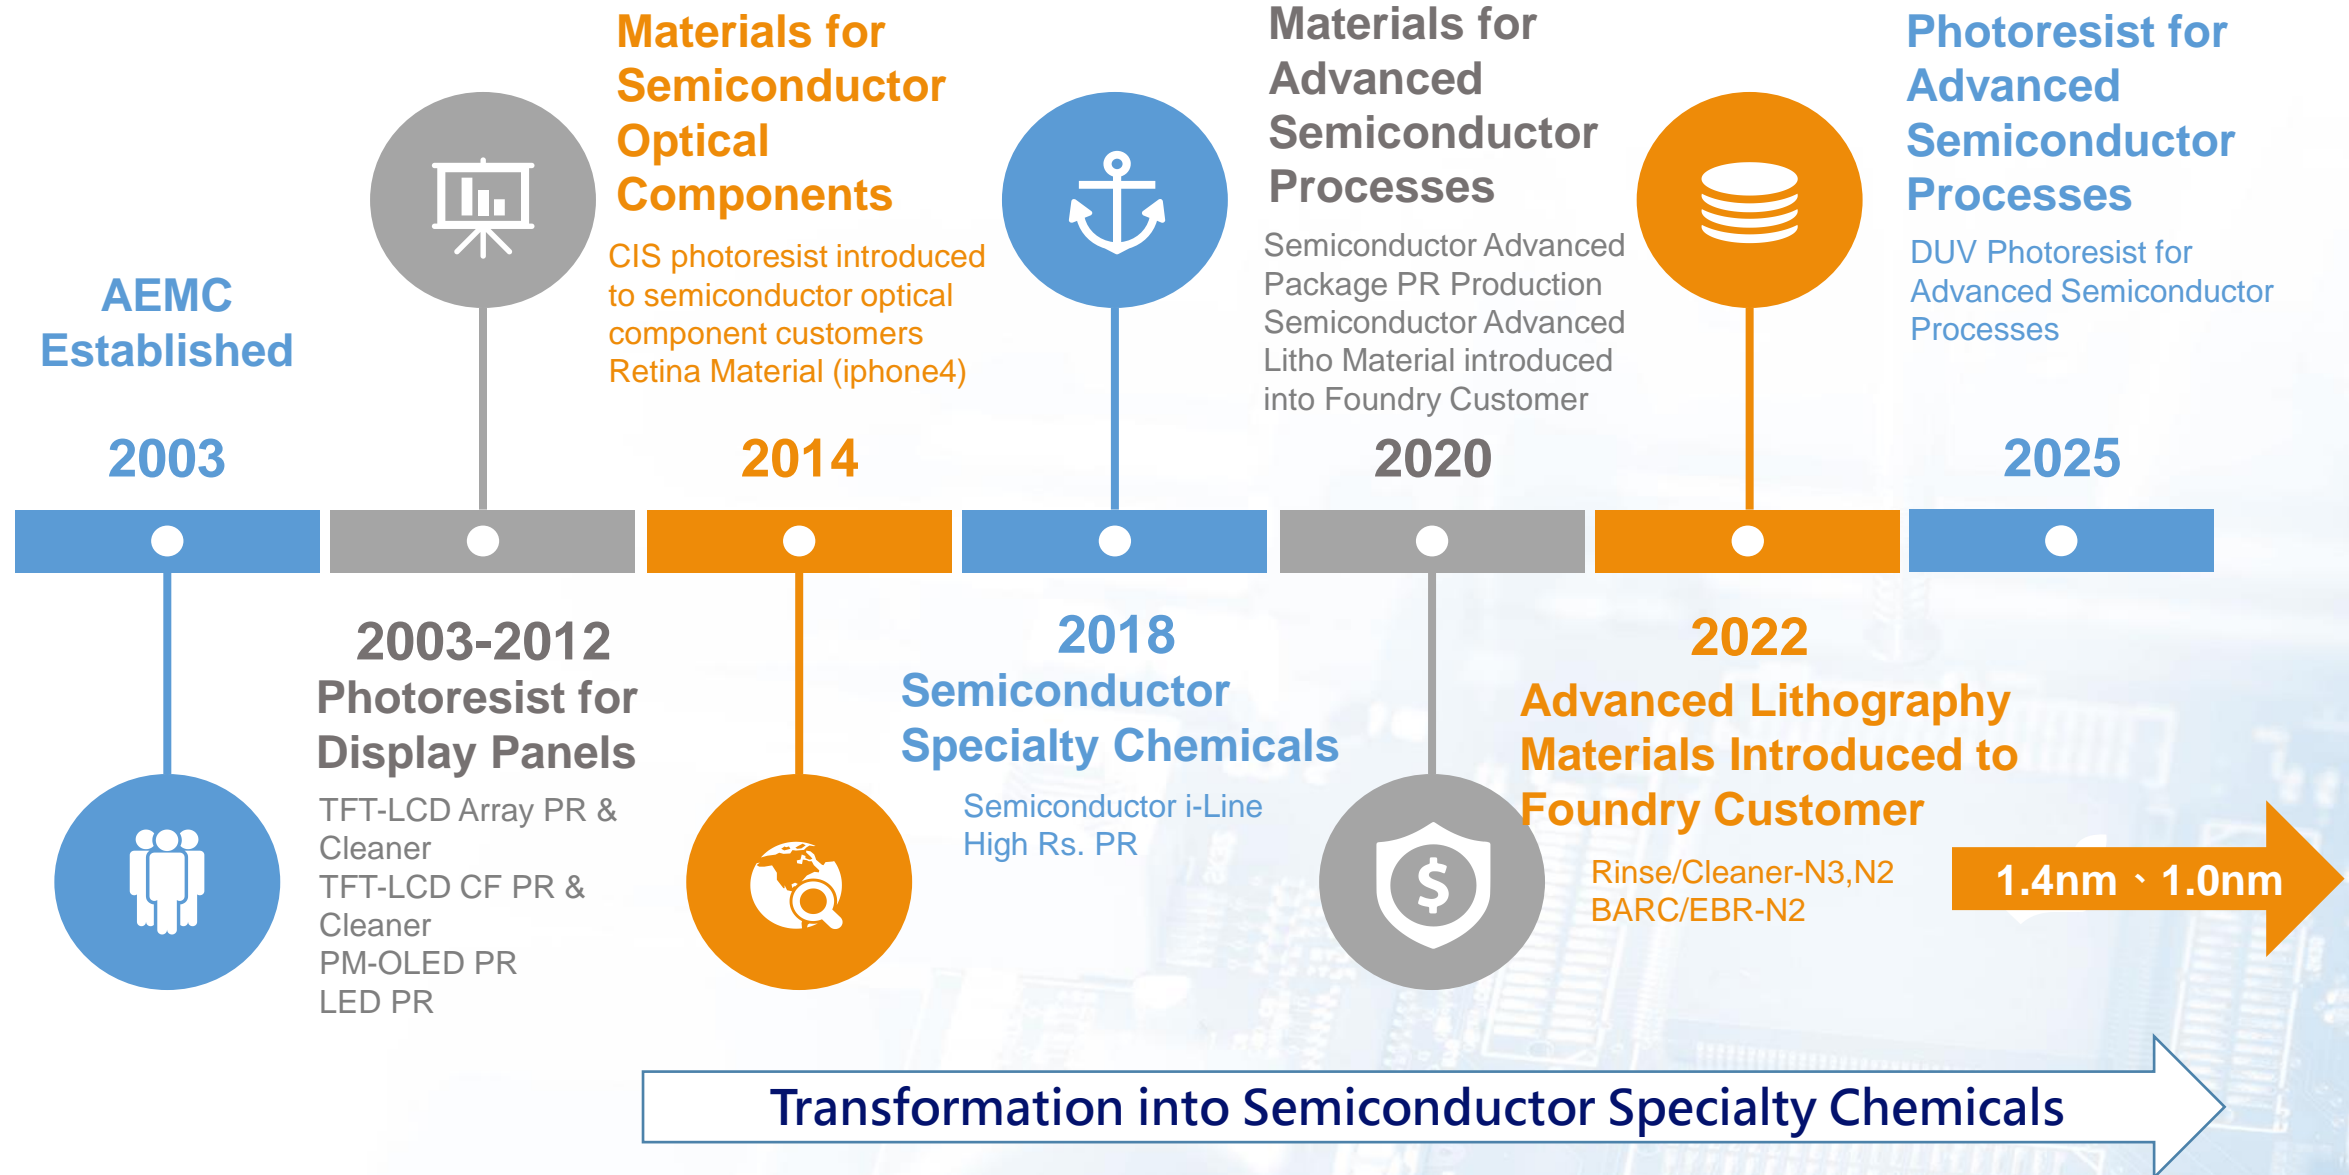 AEMC
Established
2003
2003-2012
Photoresist for
Display Panels
TFT-LCD Array PR &
Cleaner
TFT-LCD CF PR &
Cleaner
PM-OLED PR
LED PR
Materials for
Semiconductor
Optical
Components
CIS photoresist introduced
to semiconductor optical
component customers
Retina Material (iphone4)
2014
2018
Semiconductor
Specialty Chemicals
Semiconductor i-Line
High Rs. PR
Materials for
Advanced
Semiconductor
Processes
Semiconductor Advanced
Package PR Production
Semiconductor Advanced
Litho Material introduced
into Foundry Customer
2020
$
2022
Advanced Lithography
Materials Introduced to
Foundry Customer
Rinse/Cleaner-N3,N2
BARC/EBR-N2
Photoresist for
Advanced
Semiconductor
Processes
DUV Photoresist for
Advanced Semiconductor
Processes
2025
1.4nm、1.0nm
Transformation into Semiconductor Specialty Chemicals